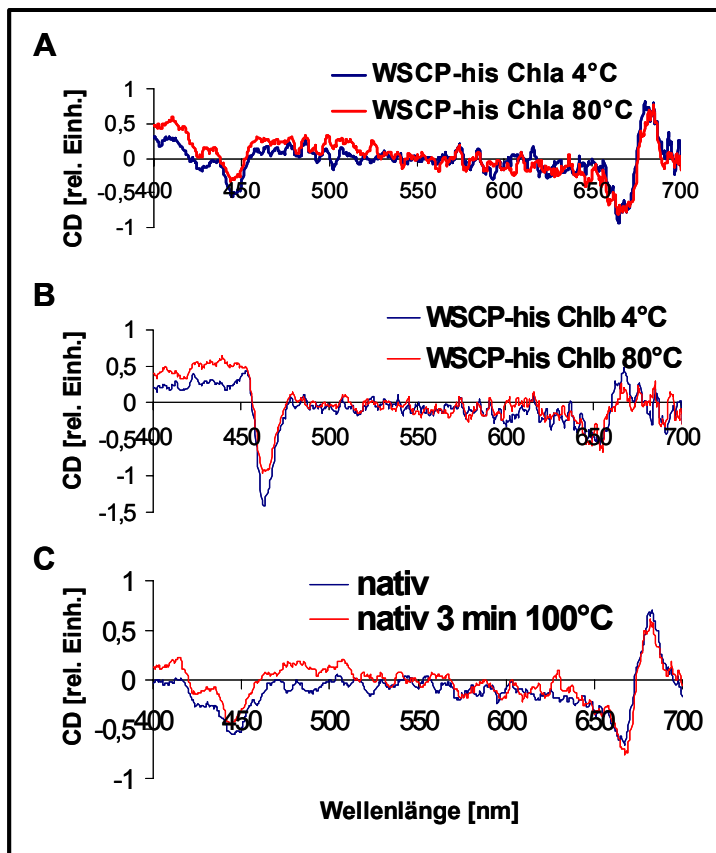 A
WSCP-his Chla 4°C
WSCP-his Chla 80°C
CD [rel. Einh.]
1
0,5
0
-0,5
-1
400 450 500 550 600 650 700
B
WSCP-his Chlb 4°C
WSCP-his Chlb 80°C
CD [rel. Einh.]
1
0,5
0
-0,5
-1
-1,5
400 450 500 550 600 650 700
C
nativ
nativ 3 min 100°C
CD [rel. Einh.]
1
0,5
0
-0,5
-1
400 450 500 550 600 650 700
Wellenlänge [nm]